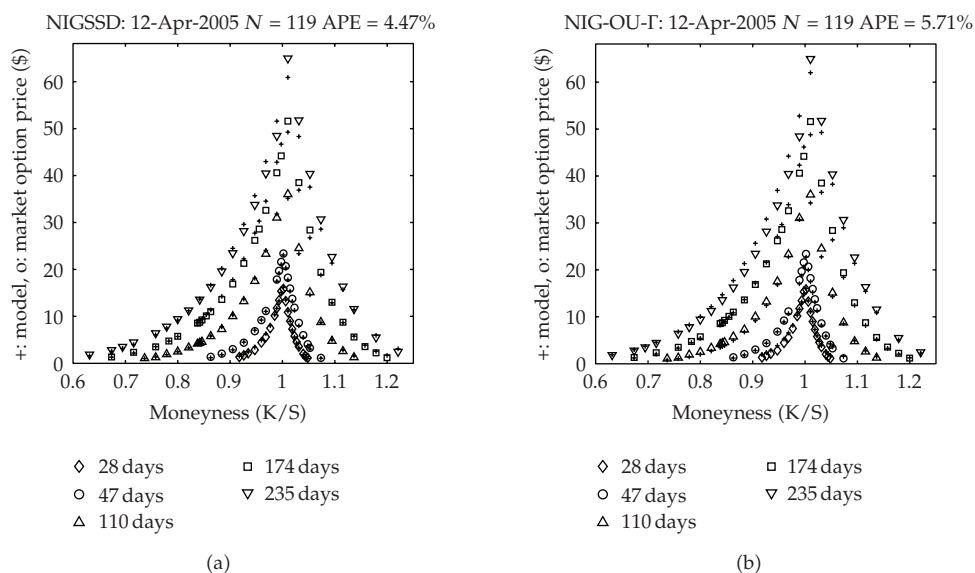 NIGSSD: 12-Apr-2005 N = 119 APE = 4.47%
+: model, o: market option price ($)
60
50
40
30
20
10
0
0.6 0.7 0.8 0.9 1 1.1 1.2
Moneyness (K/S)
28 days
47 days
110 days
174 days
235 days
(a)
NIG-OU-Γ: 12-Apr-2005 N = 119 APE = 5.71%
+: model, o: market option price ($)
60
50
40
30
20
10
0
0.6 0.7 0.8 0.9 1 1.1 1.2
Moneyness (K/S)
28 days
47 days
110 days
174 days
235 days
(b)